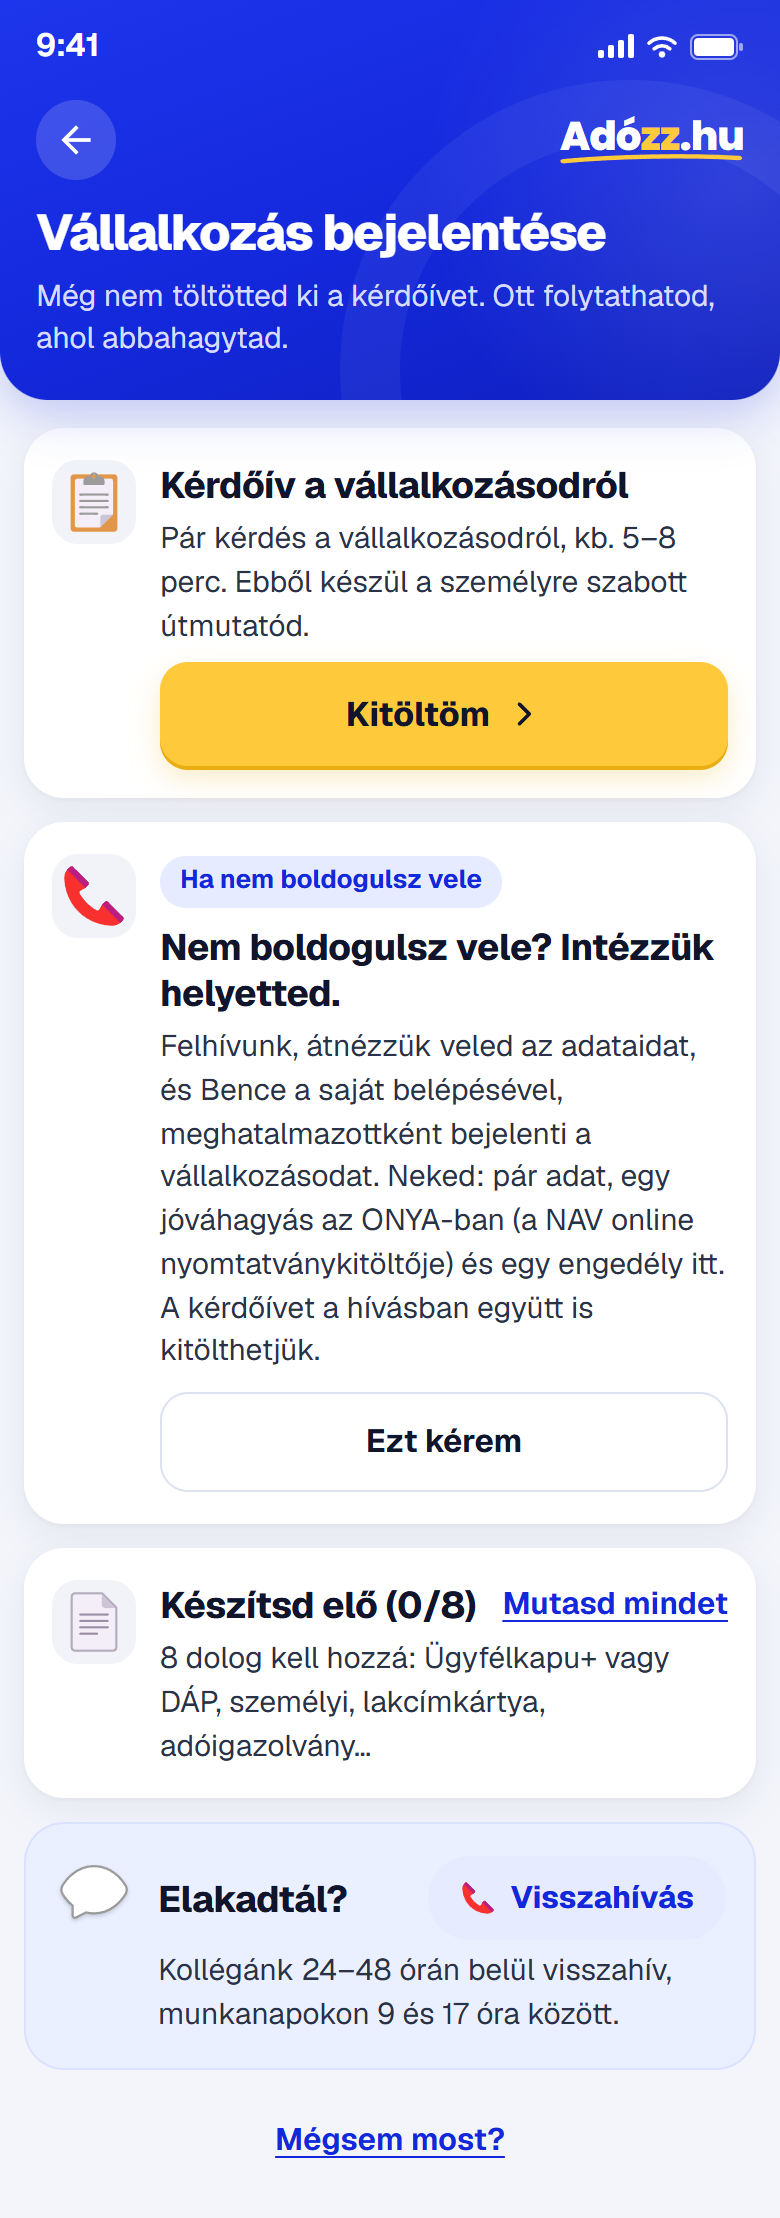 9:41
Adózz.hu
Vállalkozás bejelentése
Még nem töltötted ki a kérdőívet. Ott folytathatod,
ahol abbahagytad.
Kérdőív a vállalkozásodról
Pár kérdés a vállalkozásodról, kb. 5–8
perc. Ebből készül a személyre szabott
útmutatód.
Kitöltöm
Ha nem boldogulsz vele
Nem boldogulsz vele? Intézzük
helyetted.
Felhívunk, átnézzük veled az adataidat,
és Bence a saját belépésével,
meghatalmazottként bejelenti a
vállalkozásodat. Neked: pár adat, egy
jóváhagyás az ONYA-ban (a NAV online
nyomtatványkitöltője) és egy engedély itt.
A kérdőívet a hívásban együtt is
kitölthetjük.
Ezt kérem
Készítsd elő (0/8) Mutasd mindet
8 dolog kell hozzá: Ügyfélkapu+ vagy
DÁP, személyi, lakcímkártya,
adóigazolvány...
Elakadtál? Visszahívás
Kollégánk 24–48 órán belül visszahív,
munkanapokon 9 és 17 óra között.
Mégsem most?